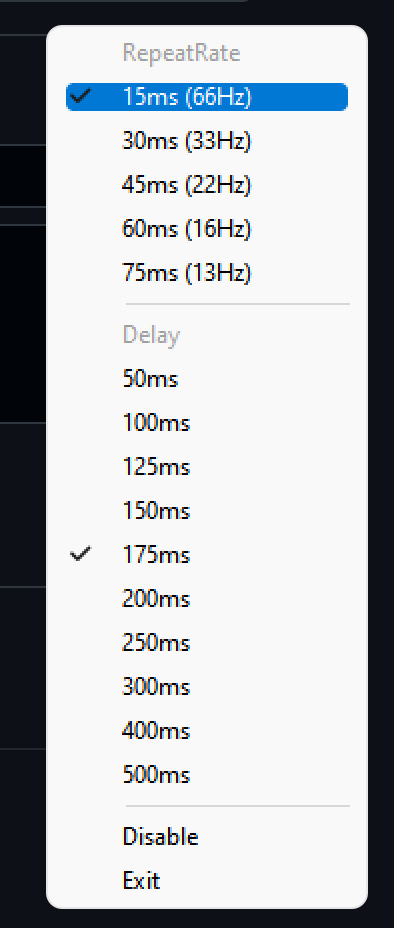 RepeatRate
15ms (66Hz)
30ms (33Hz)
45ms (22Hz)
60ms (16Hz)
75ms (13Hz)
Delay
50ms
100ms
125ms
150ms
175ms
200ms
250ms
300ms
400ms
500ms
Disable
Exit